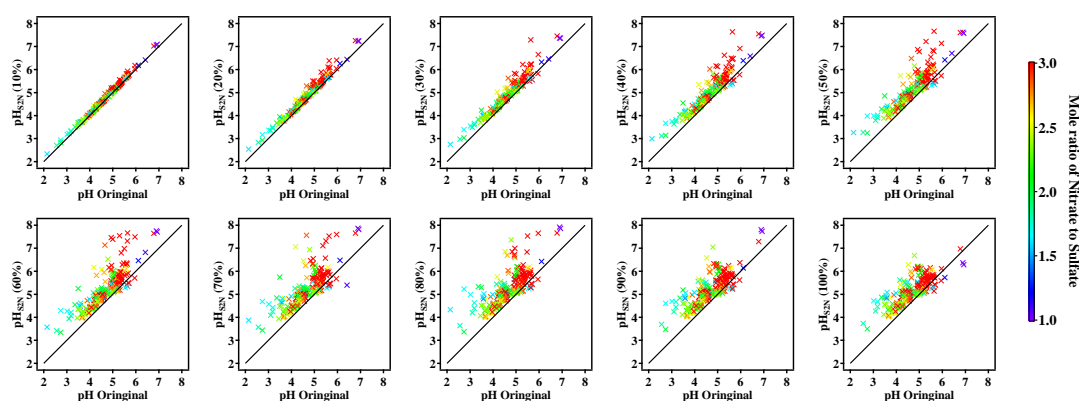 8 7 6 5 4 3 2
pH_S2N (10%)
2 3 4 5 6 7 8
pH Oringinal
8 7 6 5 4 3 2
pH_S2N (20%)
2 3 4 5 6 7 8
pH Oringinal
8 7 6 5 4 3 2
pH_S2N (30%)
2 3 4 5 6 7 8
pH Oringinal
8 7 6 5 4 3 2
pH_S2N (40%)
2 3 4 5 6 7 8
pH Oringinal
8 7 6 5 4 3 2
pH_S2N (50%)
2 3 4 5 6 7 8
pH Oringinal
8 7 6 5 4 3 2
pH_S2N (60%)
2 3 4 5 6 7 8
pH Oringinal
8 7 6 5 4 3 2
pH_S2N (70%)
2 3 4 5 6 7 8
pH Oringinal
8 7 6 5 4 3 2
pH_S2N (80%)
2 3 4 5 6 7 8
pH Oringinal
8 7 6 5 4 3 2
pH_S2N (90%)
2 3 4 5 6 7 8
pH Oringinal
8 7 6 5 4 3 2
pH_S2N (100%)
2 3 4 5 6 7 8
pH Oringinal
3.0
2.5
2.0
1.5
1.0
Mole ratio of Nitrate to Sulfate